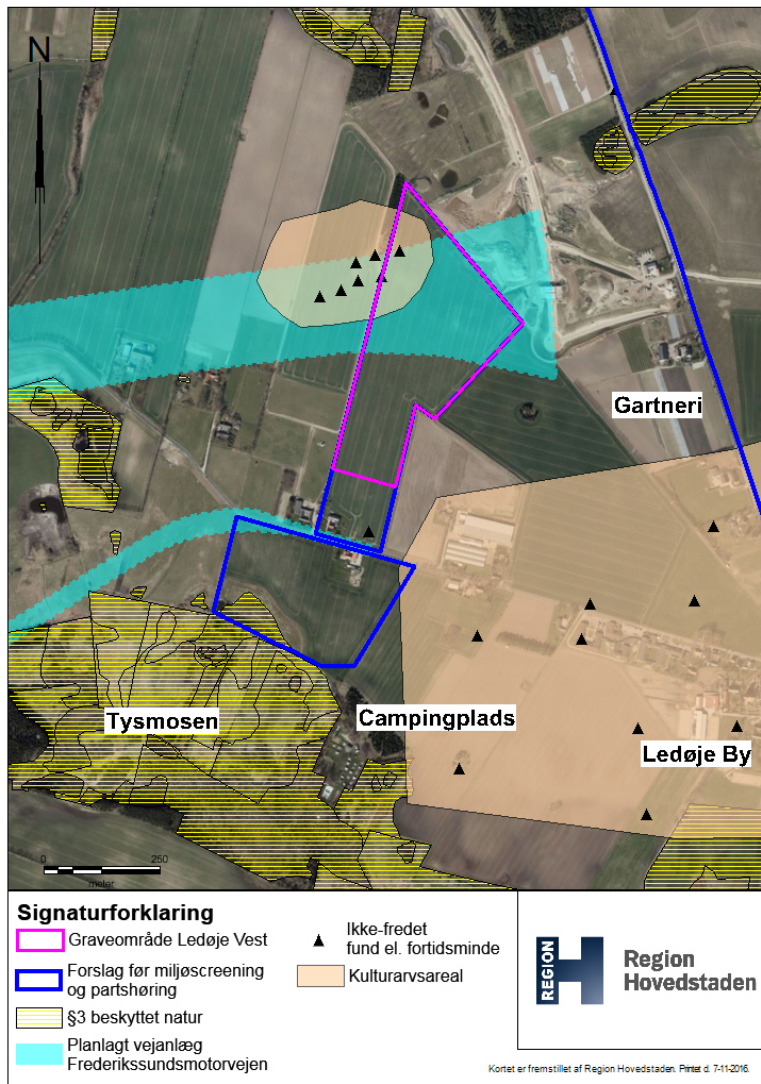 N
Gartneri
Tysmosen
Campingplads
Ledøje By
0 250
meter
Signaturforklaring
Graveområde Ledøje Vest
Forslag før miljøscreening
og partshøring
§3 beskyttet natur
Planlagt vejanlæg
Frederikssundsmotorvejen
Ikke-fredet
fund el. fortidsminde
Kulturarvsareal
REGION
H
Region
Hovedstaden
Kortet er fremstillet af Region Hovedstaden. Printet d. 7-11-2016.